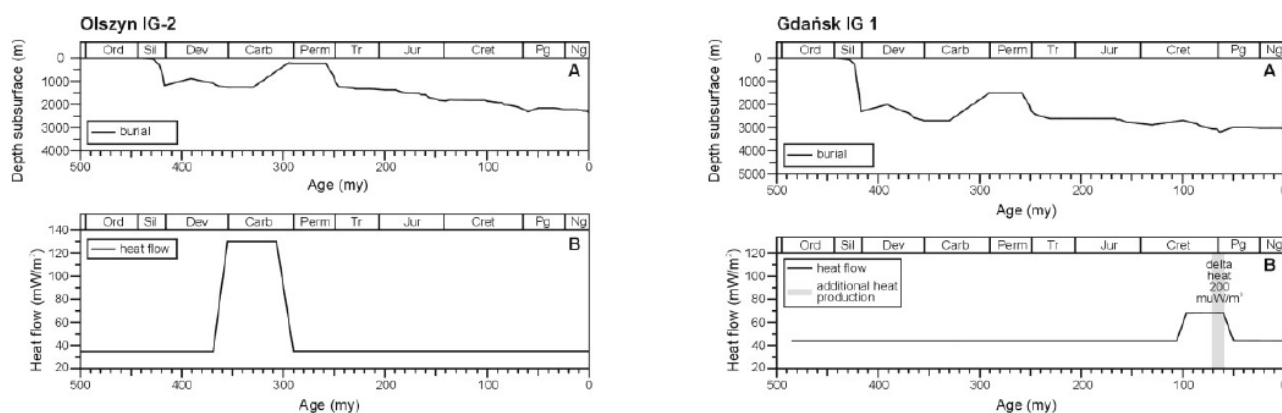 Olszyn IG-2
Ord Sil Dev Carb Perm Tr Jur Cret Pg Ng
A
Depth subsurface (m)
0
1000
2000
3000
4000
burial
500 400 300 200 100 0
Age (my)
Ord Sil Dev Carb Perm Tr Jur Cret Pg Ng
B
Heat flow (mW/m²)
140
120
100
80
60
40
20
heat flow
500 400 300 200 100 0
Age (my)
Gdańsk IG 1
Ord Sil Dev Carb Perm Tr Jur Cret Pg Ng
A
Depth subsurface (m)
0
1000
2000
3000
4000
5000
burial
500 400 300 200 100 0
Age (my)
Ord Sil Dev Carb Perm Tr Jur Cret Pg Ng
B
Heat flow (mW/m²)
120
100
80
60
40
20
heat flow
additional heat
production
delta
heat
200
muW/m³
500 400 300 200 100 0
Age (my)